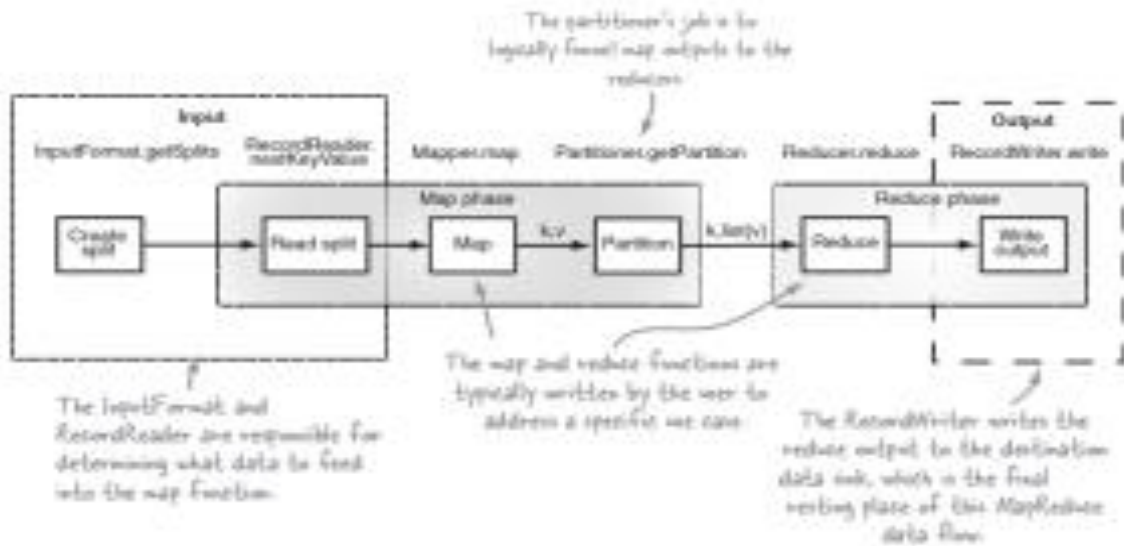 The partitioner's job is to
logically funnel map outputs to the
reducers
Input
Output
InputFormat.getSplits
RecordReader.
nextKeyValue
Mapper.map
Partitioner.getPartition
Reducer.reduce
RecordWriter.write
Map phase
Reduce phase
Create
split
Read split
Map
k,v
Partition
k,list(v)
Reduce
Write
output
The map and reduce functions are
typically written by the user to
address a specific use case.
The InputFormat and
RecordReader are responsible for
determining what data to feed
into the map function.
The RecordWriter writes the
reduce output to the destination
data sink, which is the final
resting place of this MapReduce
data flow.